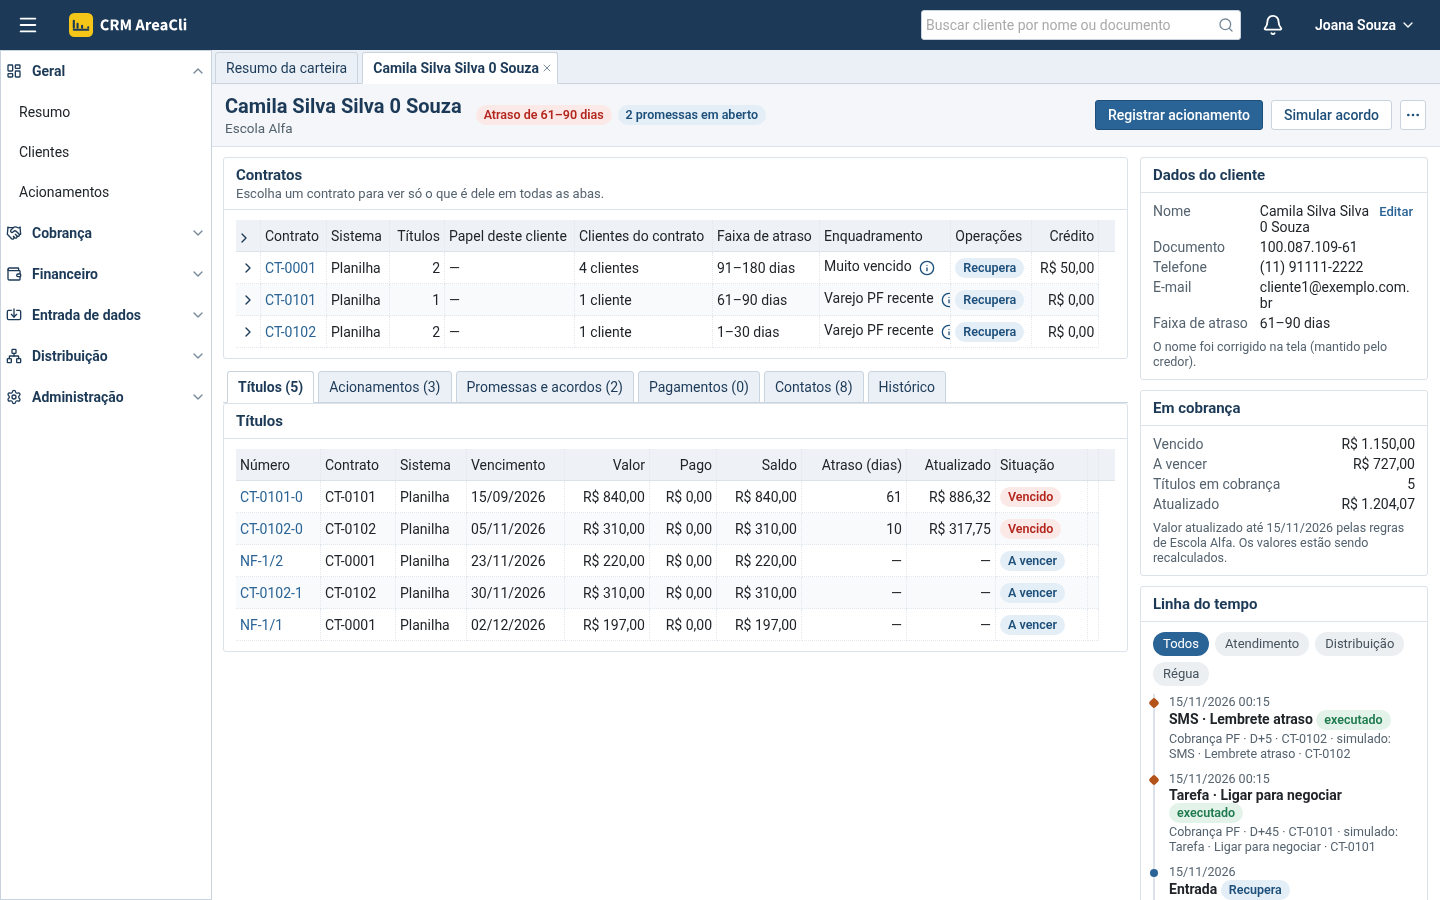 CRM AreaCli
Buscar cliente por nome ou documento
Joana Souza
Geral
Resumo
Clientes
Acionamentos
Cobrança
Financeiro
Entrada de dados
Distribuição
Administração
Resumo da carteira
Camila Silva Silva 0 Souza ×
Camila Silva Silva 0 Souza
Atraso de 61–90 dias
2 promessas em aberto
Escola Alfa
Registrar acionamento
Simular acordo
Contratos
Escolha um contrato para ver só o que é dele em todas as abas.
Contrato Sistema Títulos Papel deste cliente Clientes do contrato Faixa de atraso Enquadramento Operações Crédito
CT-0001 Planilha 2 — 4 clientes 91–180 dias Muito vencido Recupera R$ 50,00
CT-0101 Planilha 1 — 1 cliente 61–90 dias Varejo PF recente Recupera R$ 0,00
CT-0102 Planilha 2 — 1 cliente 1–30 dias Varejo PF recente Recupera R$ 0,00
Títulos (5) Acionamentos (3) Promessas e acordos (2) Pagamentos (0) Contatos (8) Histórico
Títulos
Número Contrato Sistema Vencimento Valor Pago Saldo Atraso (dias) Atualizado Situação
CT-0101-0 CT-0101 Planilha 15/09/2026 R$ 840,00 R$ 0,00 R$ 840,00 61 R$ 886,32 Vencido
CT-0102-0 CT-0102 Planilha 05/11/2026 R$ 310,00 R$ 0,00 R$ 310,00 10 R$ 317,75 Vencido
NF-1/2 CT-0001 Planilha 23/11/2026 R$ 220,00 R$ 0,00 R$ 220,00 — — A vencer
CT-0102-1 CT-0102 Planilha 30/11/2026 R$ 310,00 R$ 0,00 R$ 310,00 — — A vencer
NF-1/1 CT-0001 Planilha 02/12/2026 R$ 197,00 R$ 0,00 R$ 197,00 — — A vencer
Dados do cliente
Nome Camila Silva Silva Editar
0 Souza
Documento 100.087.109-61
Telefone (11) 91111-2222
E-mail cliente1@exemplo.com.
br
Faixa de atraso 61–90 dias
O nome foi corrigido na tela (mantido pelo
credor).
Em cobrança
Vencido R$ 1.150,00
A vencer R$ 727,00
Títulos em cobrança 5
Atualizado R$ 1.204,07
Valor atualizado até 15/11/2026 pelas regras
de Escola Alfa. Os valores estão sendo
recalculados.
Linha do tempo
Todos Atendimento Distribuição
Régua
15/11/2026 00:15
SMS · Lembrete atraso executado
Cobrança PF · D+5 · CT-0102 · simulado:
SMS · Lembrete atraso · CT-0102
15/11/2026 00:15
Tarefa · Ligar para negociar
executado
Cobrança PF · D+45 · CT-0101 · simulado:
Tarefa · Ligar para negociar · CT-0101
15/11/2026
Entrada Recupera